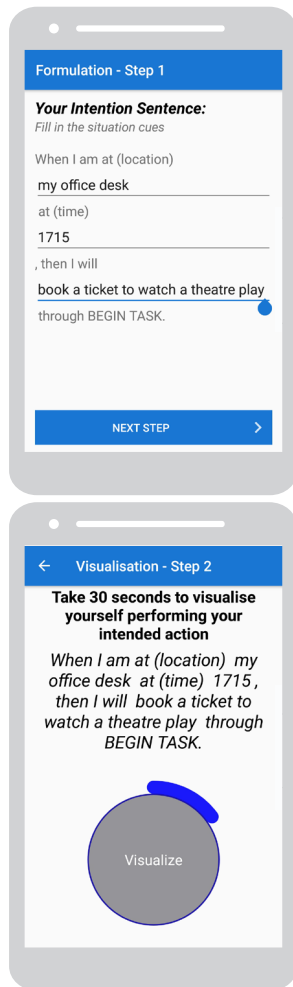 Formulation - Step 1
Your Intention Sentence:
Fill in the situation cues
When I am at (location)
my office desk
at (time)
1715
, then I will
book a ticket to watch a theatre play
through BEGIN TASK.
NEXT STEP
Visualisation - Step 2
Take 30 seconds to visualise
yourself performing your
intended action
When I am at (location) my
office desk at (time) 1715 ,
then I will book a ticket to
watch a theatre play through
BEGIN TASK.
Visualize